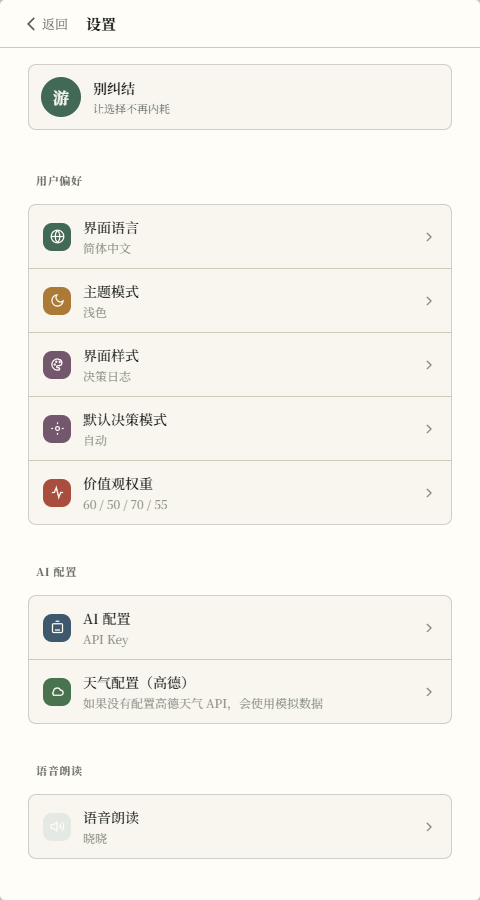 返回 设置
游
别纠结
让选择不再内耗
用户偏好
界面语言
简体中文
主题模式
浅色
界面样式
决策日志
默认决策模式
自动
价值观权重
60 / 50 / 70 / 55
AI 配置
AI 配置
API Key
天气配置（高德）
如果没有配置高德天气 API，会使用模拟数据
语音朗读
语音朗读
晓晓